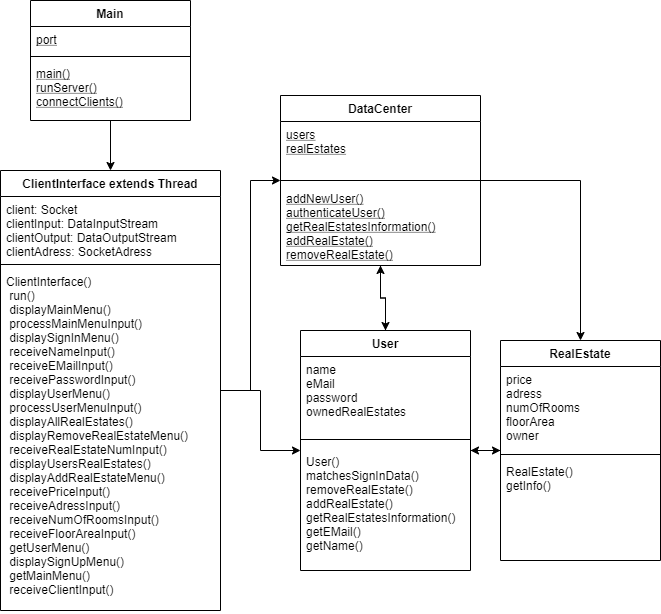 Main
port
main()
runServer()
connectClients()
DataCenter
users
realEstates
addNewUser()
authenticateUser()
getRealEstatesInformation()
addRealEstate()
removeRealEstate()
ClientInterface extends Thread
client: Socket
clientInput: DataInputStream
clientOutput: DataOutputStream
clientAdress: SocketAdress
ClientInterface()
run()
displayMainMenu()
processMainMenuInput()
displaySignInMenu()
receiveNameInput()
receiveEMailInput()
receivePasswordInput()
displayUserMenu()
processUserMenuInput()
displayAllRealEstates()
displayRemoveRealEstateMenu()
receiveRealEstateNumInput()
displayUsersRealEstates()
displayAddRealEstateMenu()
receivePriceInput()
receiveAdressInput()
receiveNumOfRoomsInput()
receiveFloorAreaInput()
getUserMenu()
displaySignUpMenu()
getMainMenu()
receiveClientInput()
User
name
eMail
password
ownedRealEstates
User()
matchesSignInData()
removeRealEstate()
addRealEstate()
getRealEstatesInformation()
getEMail()
getName()
RealEstate
price
adress
numOfRooms
floorArea
owner
RealEstate()
getInfo()